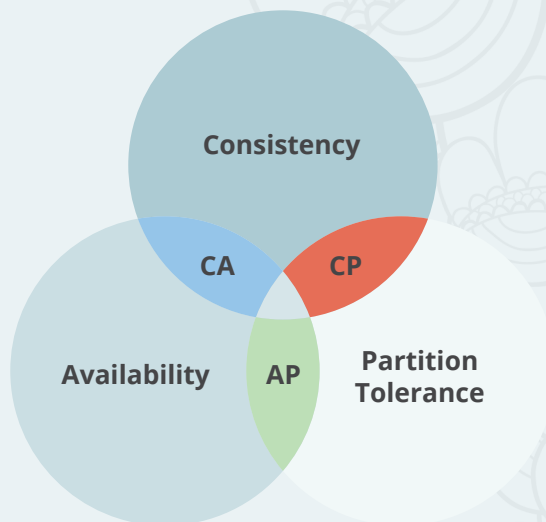 Consistency
CA
CP
Availability
AP
Partition
Tolerance